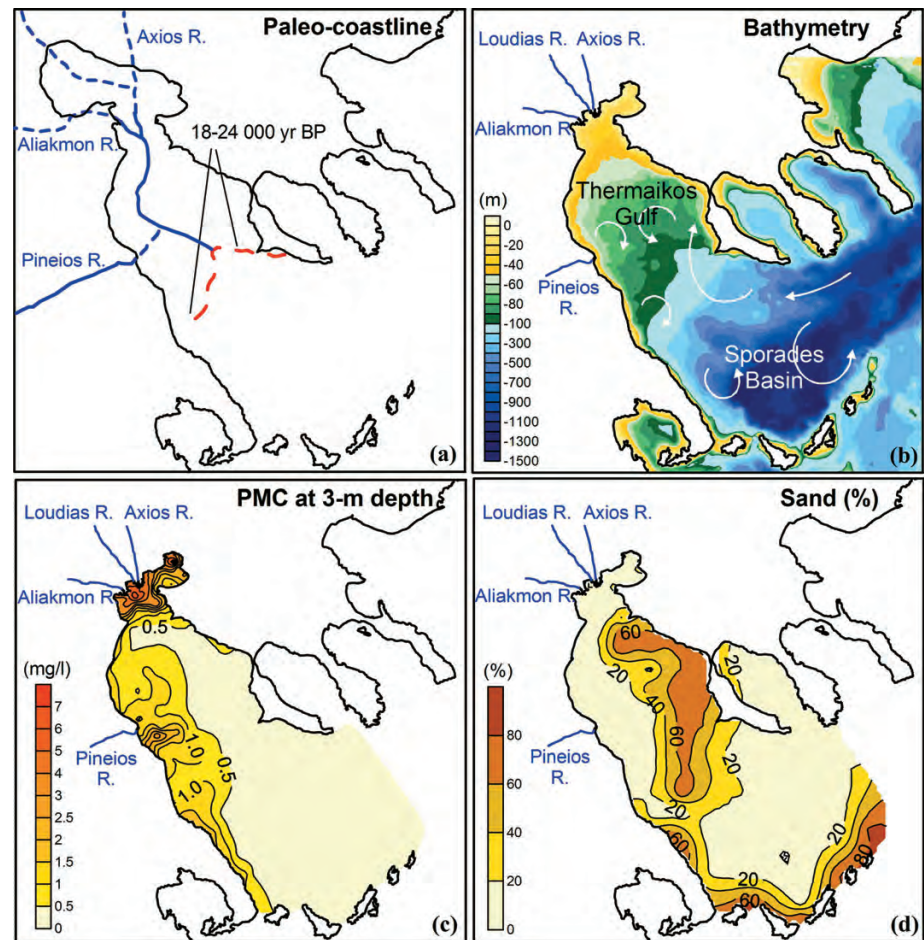 Paleo-coastline
Axios R.
18-24 000 yr BP
Aliakmon R.
Pineios R.
(a)
Bathymetry
Loudias R. Axios R.
Aliakmon R.
(m)
0
-20
-40
-60
-80
-100
-300
-500
-700
-900
-1100
-1300
-1500
Thermaikos
Gulf
Pineios
R.
Sporades
Basin
(b)
PMC at 3-m depth
Loudias R. Axios R.
Aliakmon R
0.5
(mg/l)
7
6
5
4
3
2.5
2
1.5
1
0.5
Pineios
R.
1.0
0.5
1.0
(c)
Sand (%)
Loudias R. Axios R.
Aliakmon R
(%)
80
60
40
20
0
60
20
20
40
60
20
Pineios
R.
20
60
20
60
20
80
(d)